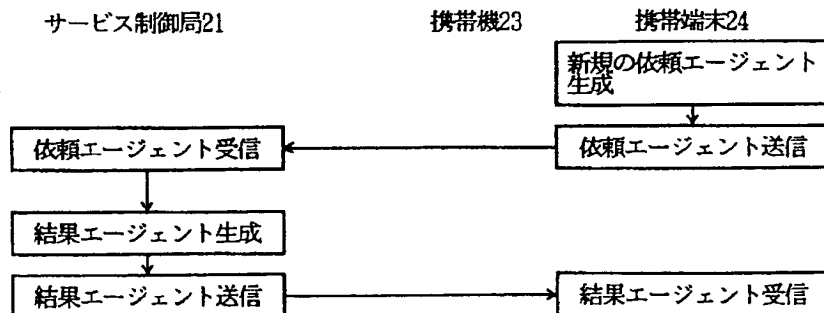 サービス制御局21 携帯機23 携帯端末24
新規の依頼エージェント
生成
依頼エージェント受信 依頼エージェント送信
結果エージェント生成
結果エージェント送信 結果エージェント受信